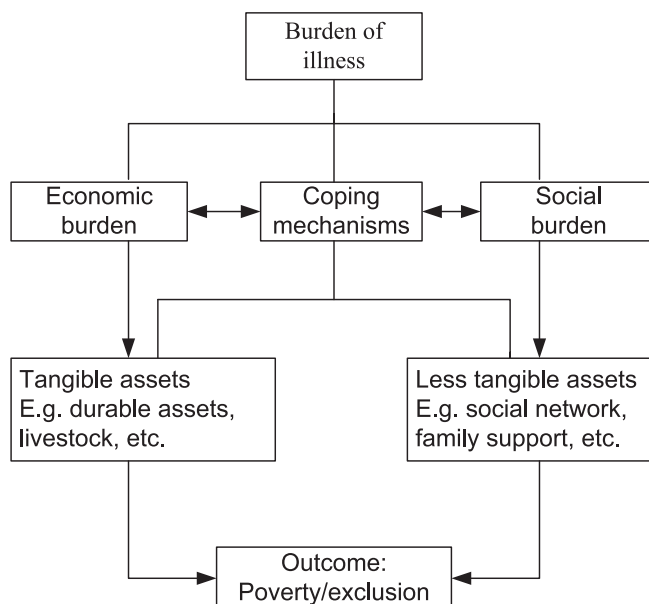 Burden of
illness
Economic
burden
Coping
mechanisms
Social
burden
Tangible assets
E.g. durable assets,
livestock, etc.
Less tangible assets
E.g. social network,
family support, etc.
Outcome:
Poverty/exclusion